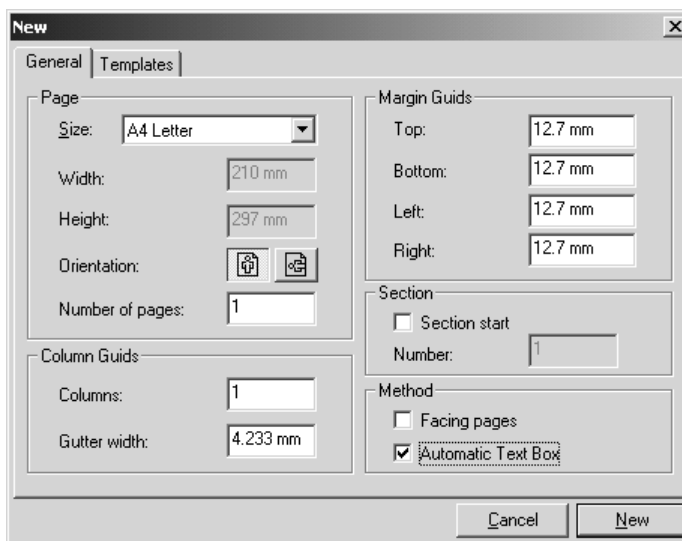 New
General Templates
Page
Size: A4 Letter
Width: 210 mm
Height: 297 mm
Orientation:
Number of pages: 1
Column Guids
Columns: 1
Gutter width: 4.233 mm
Margin Guids
Top: 12.7 mm
Bottom: 12.7 mm
Left: 12.7 mm
Right: 12.7 mm
Section
Section start
Number: 1
Method
Facing pages
Automatic Text Box
Cancel New